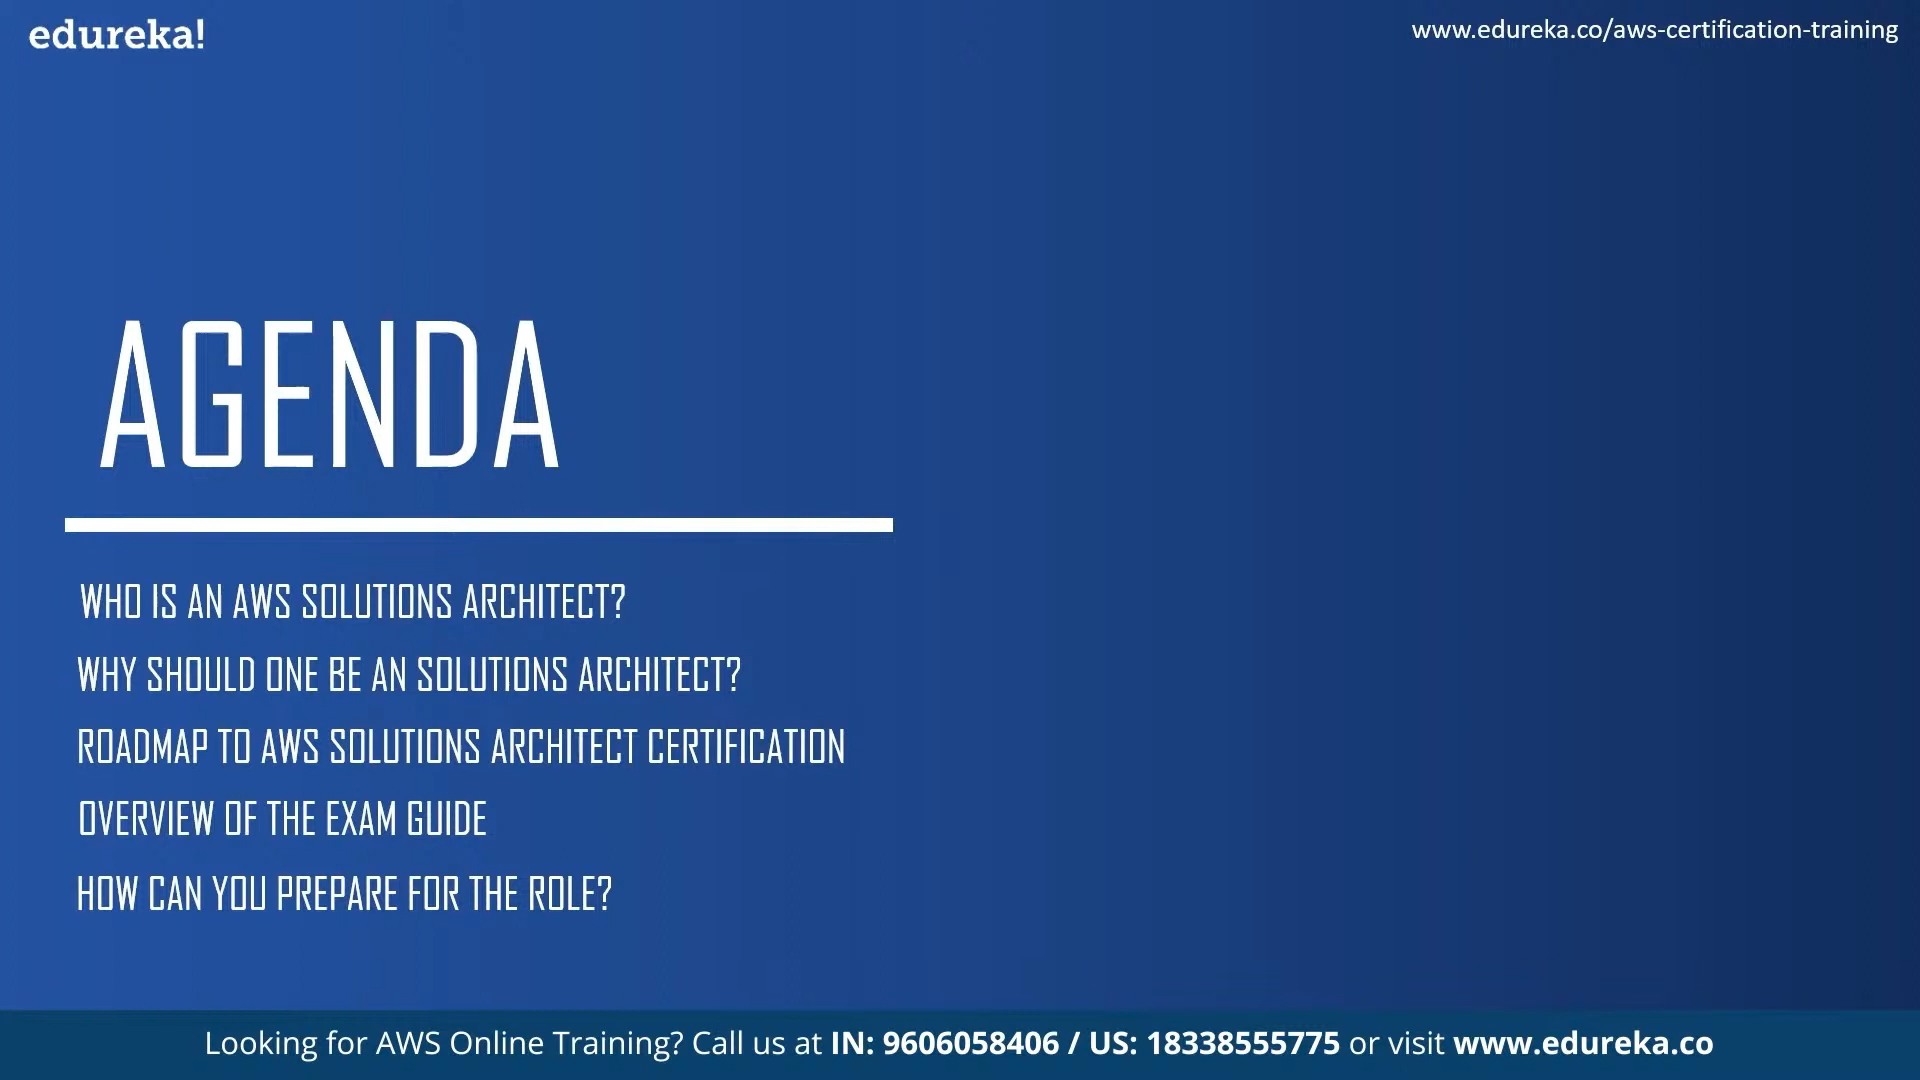 edureka!
www.edureka.co/aws-certification-training
AGENDA
WHO IS AN AWS SOLUTIONS ARCHITECT?
WHY SHOULD ONE BE AN SOLUTIONS ARCHITECT?
ROADMAP TO AWS SOLUTIONS ARCHITECT CERTIFICATION
OVERVIEW OF THE EXAM GUIDE
HOW CAN YOU PREPARE FOR THE ROLE?
Looking for AWS Online Training? Call us at IN: 9606058406 / US: 18338555775 or visit www.edureka.co